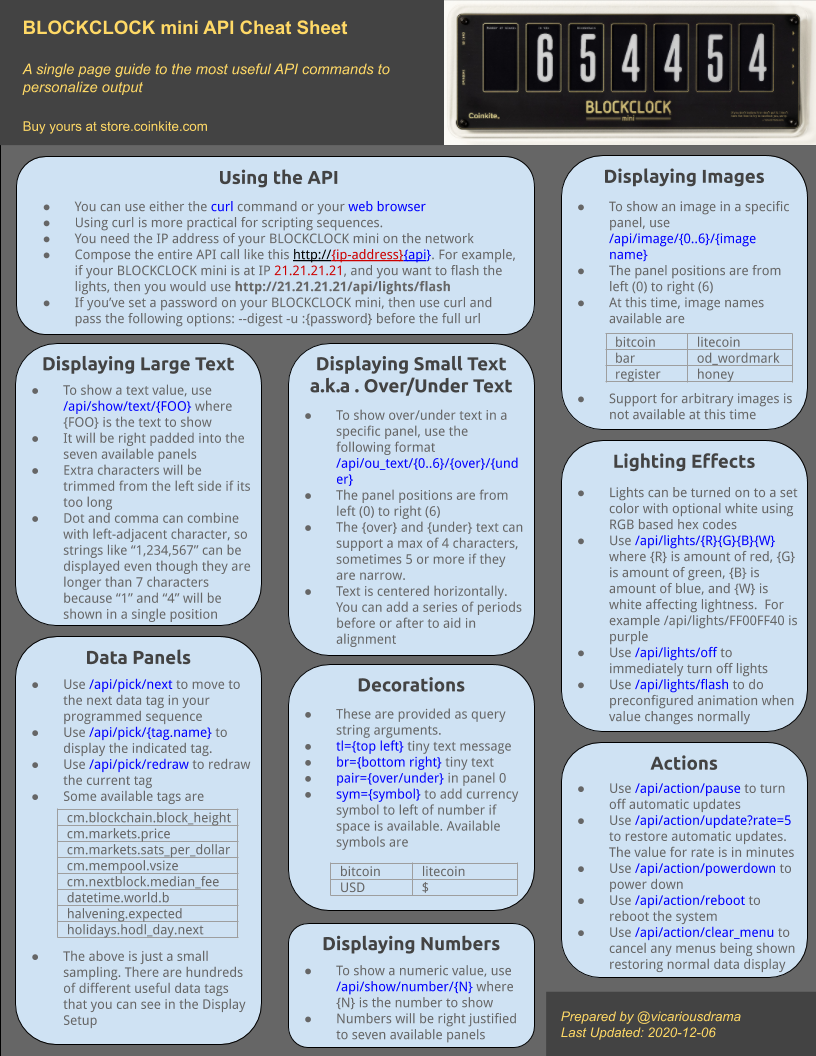 BLOCKCLOCK mini API Cheat Sheet
A single page guide to the most useful API commands to
personalize output
Buy yours at store.coinkite.com
6 5 4 4 5 4
Coinkite
BLOCKCLOCK
mini
Using the API
● You can use either the curl command or your web browser
● Using curl is more practical for scripting sequences.
● You need the IP address of your BLOCKCLOCK mini on the network
● Compose the entire API call like this http://{ip-address}{api}. For example,
if your BLOCKCLOCK mini is at IP 21.21.21.21, and you want to flash the
lights, then you would use http://21.21.21.21/api/lights/flash
● If you've set a password on your BLOCKCLOCK mini, then use curl and
pass the following options: --digest -u :{password} before the full url
Displaying Large Text
● To show a text value, use
/api/show/text/{FOO} where
{FOO} is the text to show
● It will be right padded into the
seven available panels
● Extra characters will be
trimmed from the left side if its
too long
● Dot and comma can combine
with left-adjacent character, so
strings like “1,234,567” can be
displayed even though they are
longer than 7 characters
because “1” and “4” will be
shown in a single position
Data Panels
● Use /api/pick/next to move to
the next data tag in your
programmed sequence
● Use /api/pick/{tag.name} to
display the indicated tag.
● Use /api/pick/redraw to redraw
the current tag
● Some available tags are
cm.blockchain.block_height
cm.markets.price
cm.markets.sats_per_dollar
cm.mempool.vsize
cm.nextblock.median_fee
datetime.world.b
halvening.expected
holidays.hodl_day.next
● The above is just a small
sampling. There are hundreds
of different useful data tags
that you can see in the Display
Setup
Displaying Small Text
a.k.a . Over/Under Text
● To show over/under text in a
specific panel, use the
following format
/api/ou_text/{0..6}/{over}/{und
er}
● The panel positions are from
left (0) to right (6)
● The {over} and {under} text can
support a max of 4 characters,
sometimes 5 or more if they
are narrow.
● Text is centered horizontally.
You can add a series of periods
before or after to aid in
alignment
Decorations
● These are provided as query
string arguments.
● tl={top left} tiny text message
● br={bottom right} tiny text
● pair={over/under} in panel 0
● sym={symbol} to add currency
symbol to left of number if
space is available. Available
symbols are
bitcoin litecoin
USD $
Displaying Numbers
● To show a numeric value, use
/api/show/number/{N} where
{N} is the number to show
● Numbers will be right justified
to seven available panels
Displaying Images
● To show an image in a specific
panel, use
/api/image/{0..6}/{image
name}
● The panel positions are from
left (0) to right (6)
● At this time, image names
available are
bitcoin litecoin
bar od_wordmark
register honey
● Support for arbitrary images is
not available at this time
Lighting Effects
● Lights can be turned on to a set
color with optional white using
RGB based hex codes
● Use /api/lights/{R}{G}{B}{W}
where {R} is amount of red, {G}
is amount of green, {B} is
amount of blue, and {W} is
white affecting lightness. For
example /api/lights/FF00FF40 is
purple
● Use /api/lights/off to
immediately turn off lights
● Use /api/lights/flash to do
preconfigured animation when
value changes normally
Actions
● Use /api/action/pause to turn
off automatic updates
● Use /api/action/update?rate=5
to restore automatic updates.
The value for rate is in minutes
● Use /api/action/powerdown to
power down
● Use /api/action/reboot to
reboot the system
● Use /api/action/clear_menu to
cancel any menus being shown
restoring normal data display
Prepared by @vicariousdrama
Last Updated: 2020-12-06